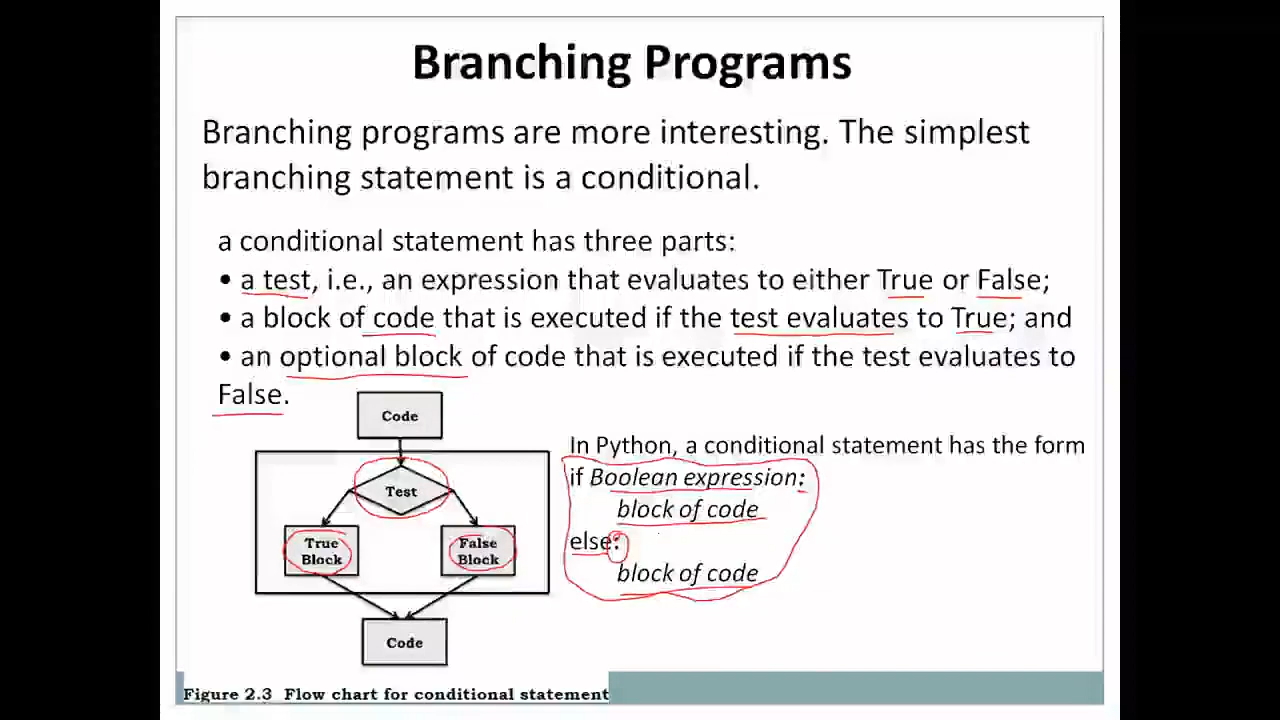 Branching Programs
Branching programs are more interesting. The simplest
branching statement is a conditional.
a conditional statement has three parts:
• a test, i.e., an expression that evaluates to either True or False;
• a block of code that is executed if the test evaluates to True; and
• an optional block of code that is executed if the test evaluates to
False.
Code
Test
True
Block
False
Block
Code
Figure 2.3 Flow chart for conditional statement
In Python, a conditional statement has the form
if Boolean expression:
block of code
else:
block of code